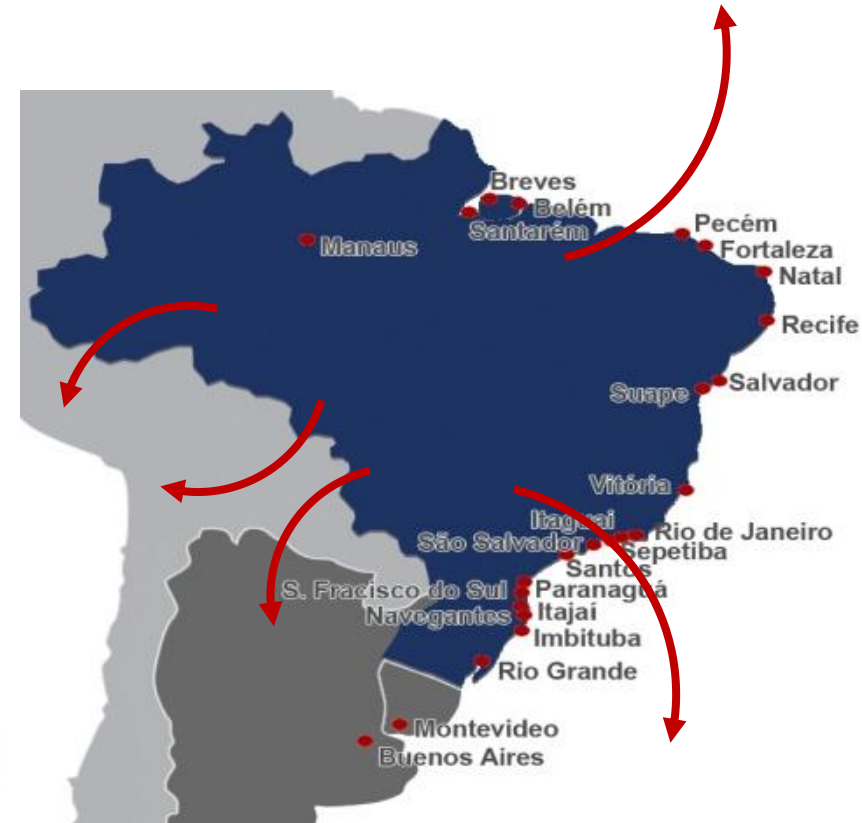 Breves
Belém
Santarém
Manaus
Pecém
Fortaleza
Natal
Recife
Salvador
Suape
Vitória
Itaguai
Rio de Janeiro
São Salvador
Sepetiba
Santos
S. Fracisco do Sul
Paranaguá
Navegantes
Itajaí
Imbituba
Rio Grande
Montevideo
Buenos Aires